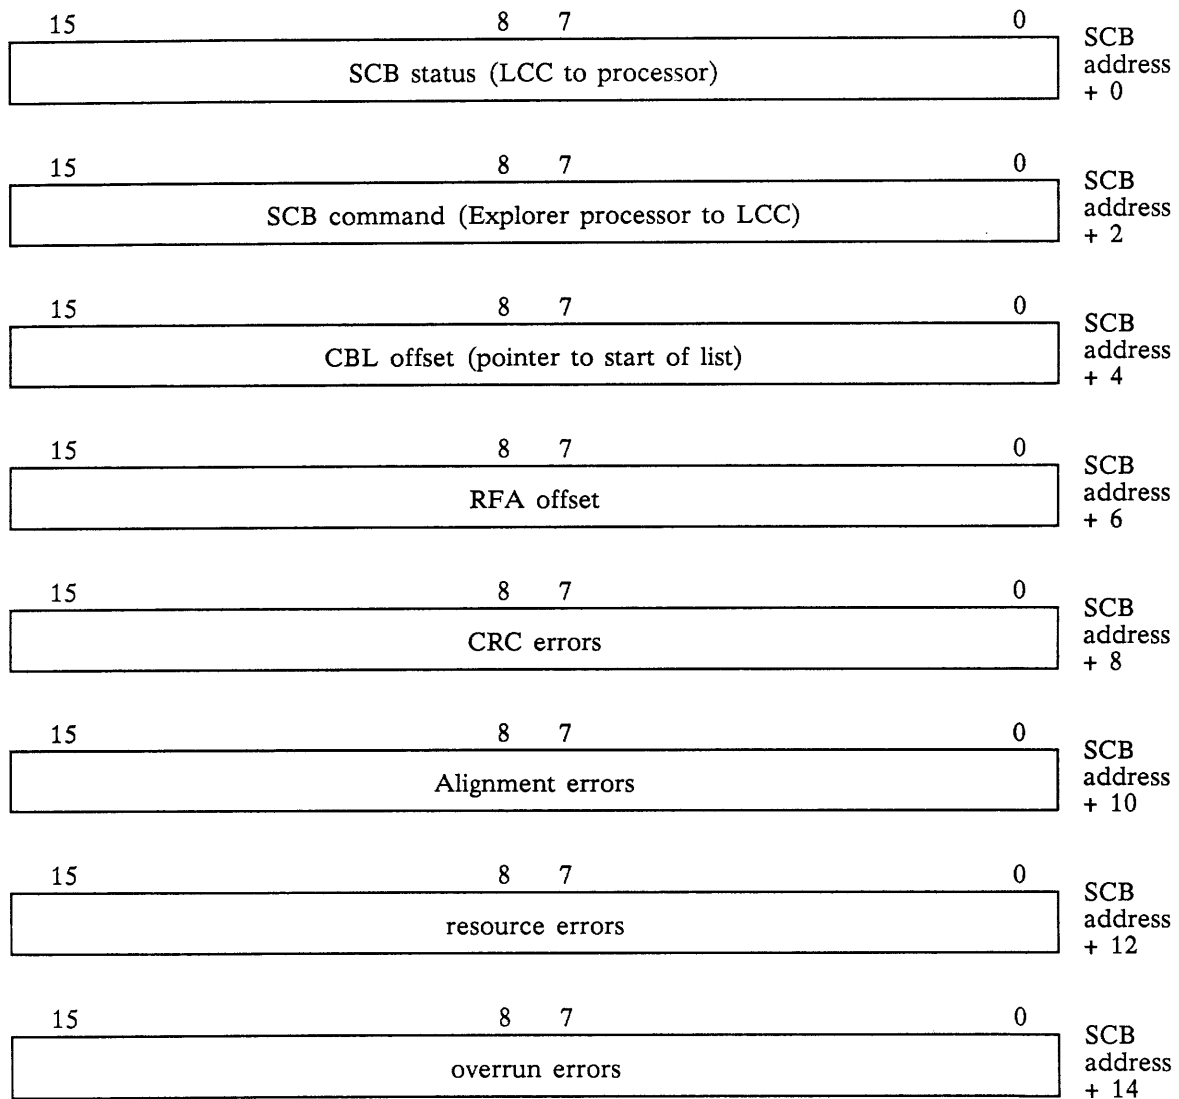 15 8 7 0
SCB status (LCC to processor)
SCB
address
+ 0
15 8 7 0
SCB command (Explorer processor to LCC)
SCB
address
+ 2
15 8 7 0
CBL offset (pointer to start of list)
SCB
address
+ 4
15 8 7 0
RFA offset
SCB
address
+ 6
15 8 7 0
CRC errors
SCB
address
+ 8
15 8 7 0
Alignment errors
SCB
address
+ 10
15 8 7 0
resource errors
SCB
address
+ 12
15 8 7 0
overrun errors
SCB
address
+ 14